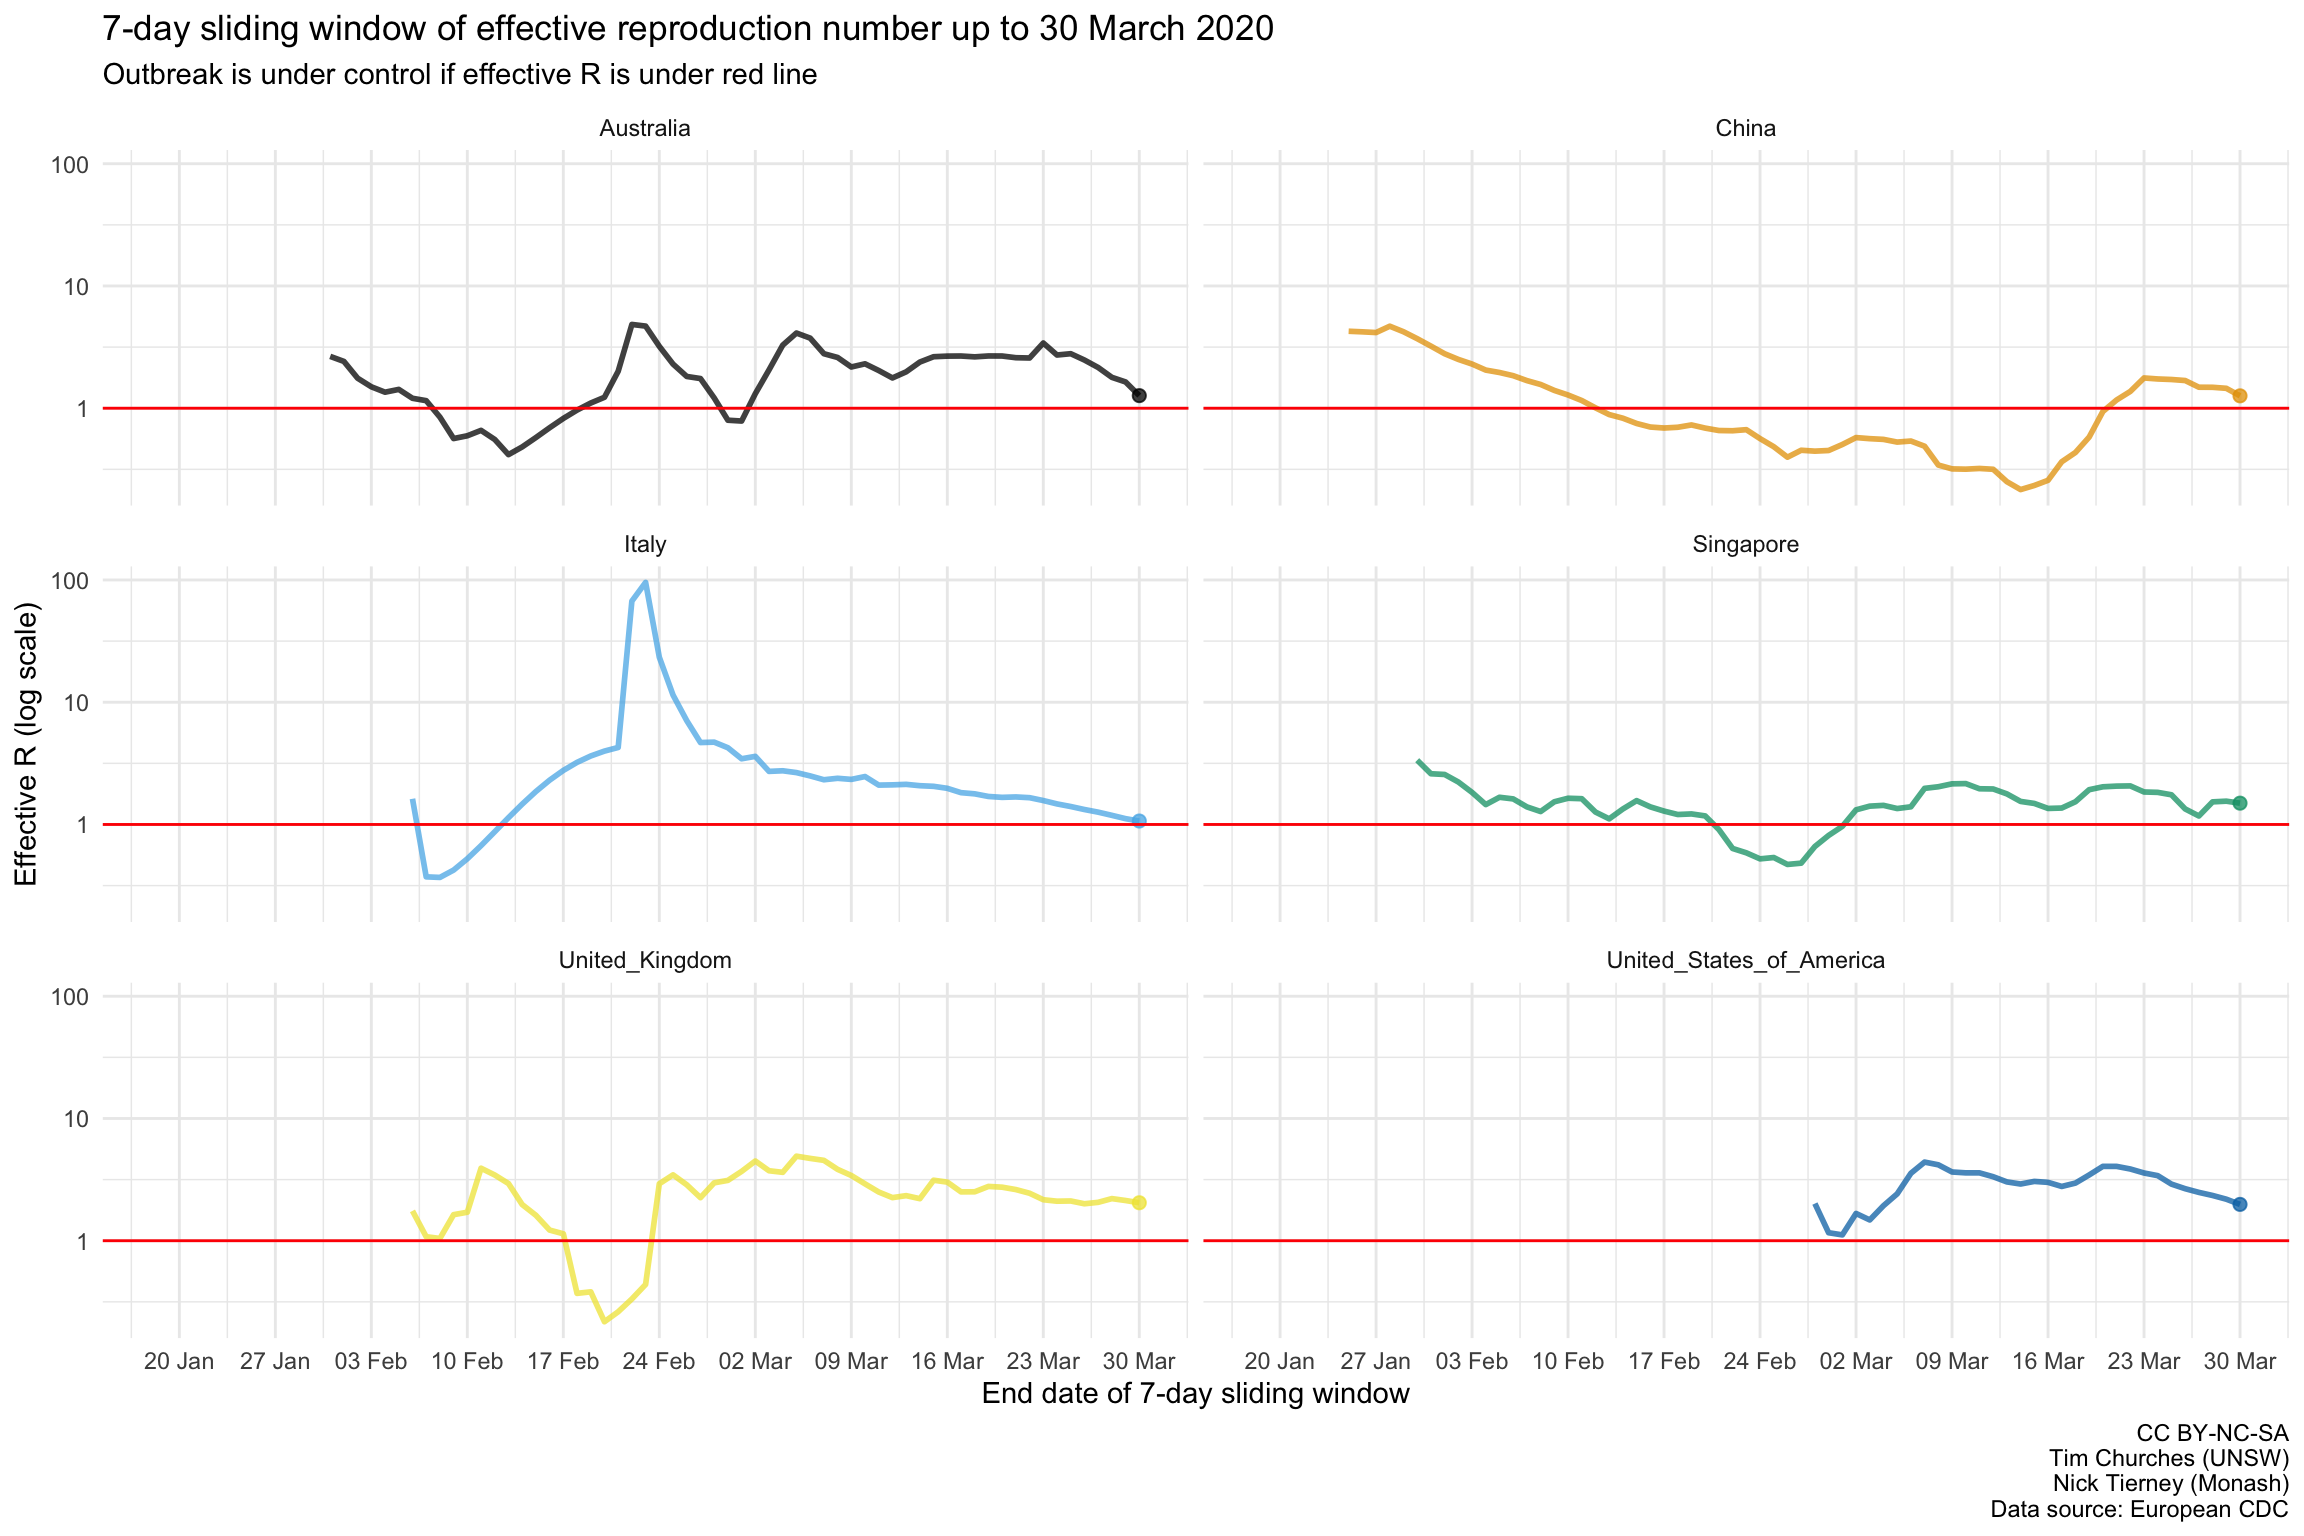 7-day sliding window of effective reproduction number up to 30 March 2020
Outbreak is under control if effective R is under red line
Australia
China
100
10
1
Italy
Singapore
100
10
1
Effective R (log scale)
United_Kingdom
United_States_of_America
100
10
1
20 Jan 27 Jan 03 Feb 10 Feb 17 Feb 24 Feb 02 Mar 09 Mar 16 Mar 23 Mar 30 Mar
20 Jan 27 Jan 03 Feb 10 Feb 17 Feb 24 Feb 02 Mar 09 Mar 16 Mar 23 Mar 30 Mar
End date of 7-day sliding window
CC BY-NC-SA
Tim Churches (UNSW)
Nick Tierney (Monash)
Data source: European CDC